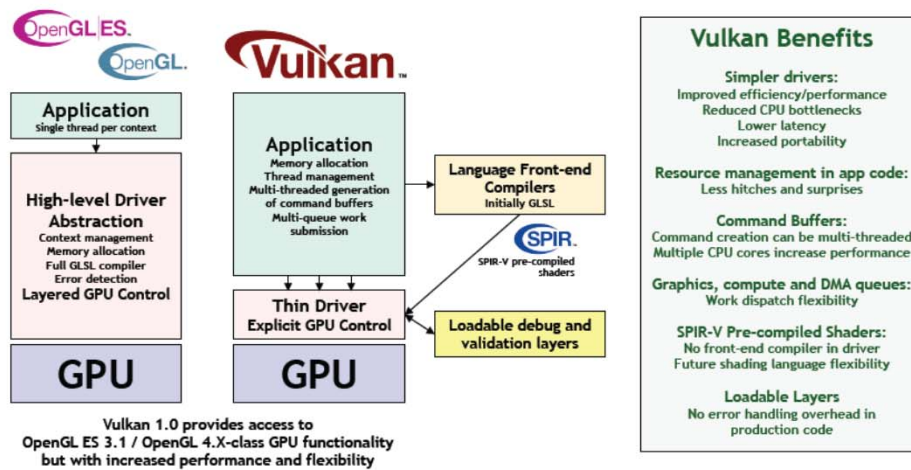 OpenGL|ES™
OpenGL.
Application
Single thread per context
High-level Driver
Abstraction
Context management
Memory allocation
Full GLSL compiler
Error detection
Layered GPU Control
GPU
Vulkan™
Application
Memory allocation
Thread management
Multi-threaded generation
of command buffers
Multi-queue work
submission
Language Front-end
Compilers
Initially GLSL
SPIR™
SPIR-V pre-compiled
shaders
Thin Driver
Explicit GPU Control
Loadable debug and
validation layers
GPU
Vulkan 1.0 provides access to
OpenGL ES 3.1 / OpenGL 4.X-class GPU functionality
but with increased performance and flexibility
Vulkan Benefits
Simpler drivers:
Improved efficiency/performance
Reduced CPU bottlenecks
Lower latency
Increased portability
Resource management in app code:
Less hitches and surprises
Command Buffers:
Command creation can be multi-threaded
Multiple CPU cores increase performance
Graphics, compute and DMA queues:
Work dispatch flexibility
SPIR-V Pre-compiled Shaders:
No front-end compiler in driver
Future shading language flexibility
Loadable Layers
No error handling overhead in
production code